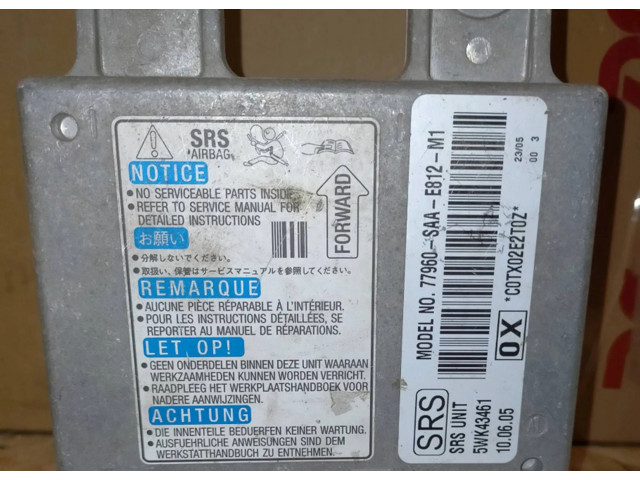 SRS
AIRBAG
NOTICE
• NO SERVICEABLE PARTS INSIDE.
• REFER TO SERVICE MANUAL FOR
DETAILED INSTRUCTIONS
FORWARD
お願い
• 分解しないでください。
• 取扱い、保管はサービスマニュアルを参照してください。
REMARQUE
• AUCUNE PIÈCE RÉPARABLE À L'INTÉRIEUR.
• POUR LES INSTRUCTIONS DÉTAILLÉES, SE
REPORTER AU MANUEL DE RÉPARATIONS.
LET OP!
• GEEN ONDERDELEN BINNEN DEZE UNIT WAARAAN
WERKZAAMHEDEN KUNNEN WORDEN VERRICHT.
• RAADPLEEG HET WERKPLAATSHANDBOEK VOOR
NADERE AANWIJZINGEN.
ACHTUNG
• DIE INNENTEILE BEDUERFEN KEINER WARTUNG.
• AUSFUEHRLICHE ANWEISUNGEN SIND DEM
WERKSTATTHANDBUCH ZU ENTNEHMEN.
SRS
SRS UNIT
5WK43461
10.06.05
MODEL NO. 77960-SAA-E812-M1
0X
*C0TX02E2T0Z*
23/05
00 3